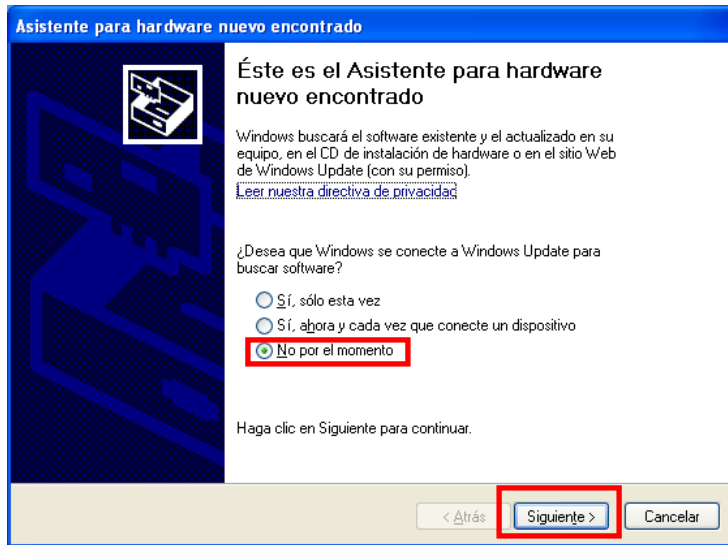 Asistente para hardware nuevo encontrado
Éste es el Asistente para hardware
nuevo encontrado
Windows buscará el software existente y el actualizado en su
equipo, en el CD de instalación de hardware o en el sitio Web
de Windows Update (con su permiso).
Leer nuestra directiva de privacidad
¿Desea que Windows se conecte a Windows Update para
buscar software?
Sí, sólo esta vez
Sí, ahora y cada vez que conecte un dispositivo
No por el momento
Haga clic en Siguiente para continuar.
< Atrás Siguiente > Cancelar